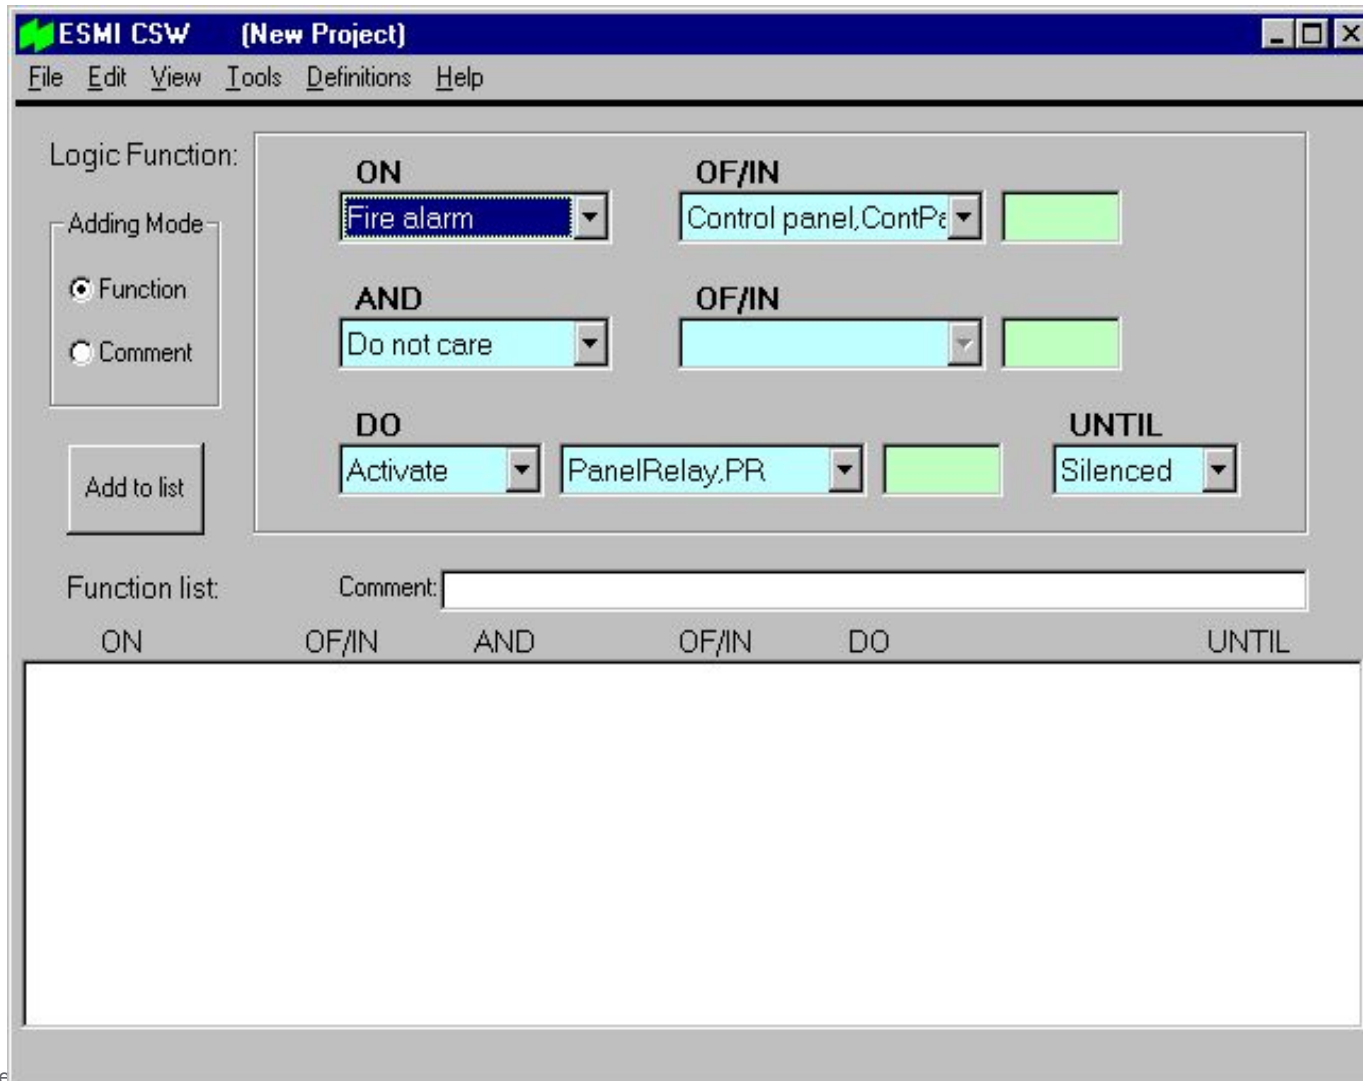 ESMI CSW (New Project)
File Edit View Tools Definitions Help
Logic Function:
ON OF/IN
Adding Mode
Fire alarm Control panel,ContPa
Function
AND OF/IN
Comment
Do not care
DO UNTIL
Add to list
Activate PanelRelay,PR Silenced
Function list: Comment:
ON OF/IN AND OF/IN DO UNTIL